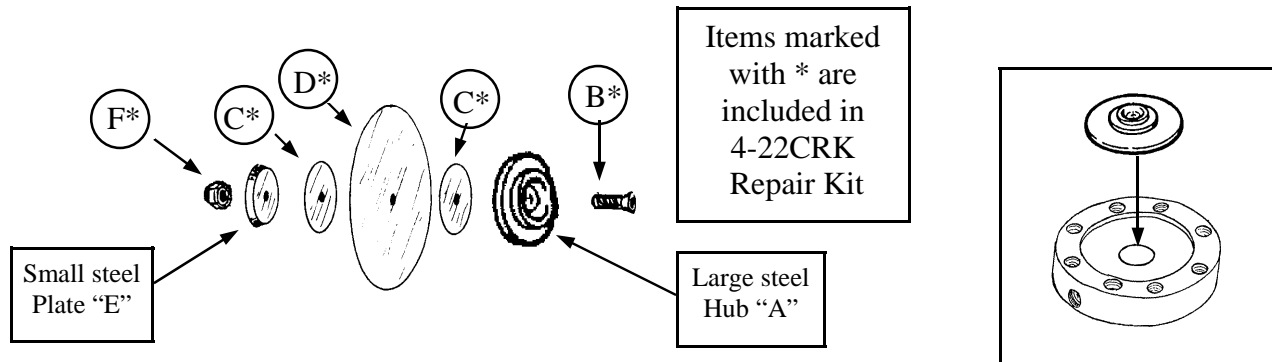 F*
C*
D*
C*
B*
Items marked
with * are
included in
4-22CRK
Repair Kit
Small steel
Plate “E”
Large steel
Hub “A”